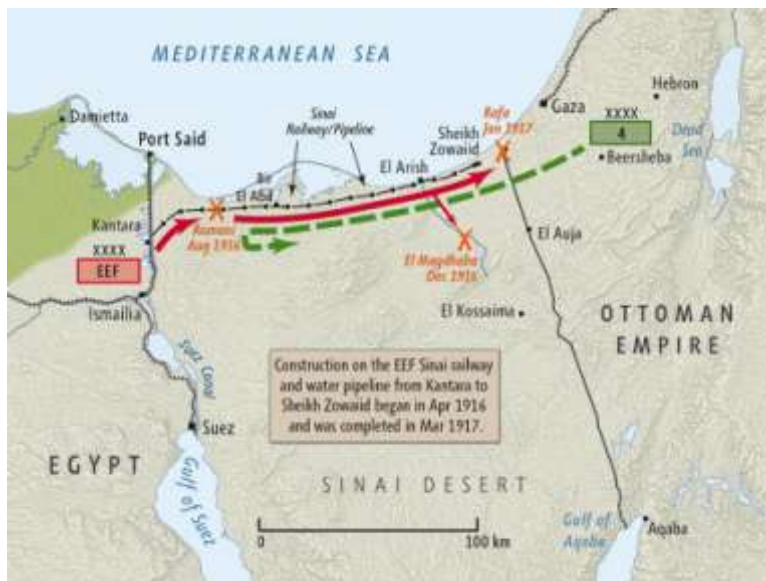 MEDITERRANEAN SEA
Damietta
Port Said
Sinai
Railway/Pipeline
Sheikh
Zowaiid
Rafa
Jan 1917
Gaza
Hebron
XXXX
4
Dead
Sea
Beersheba
El Arish
Bir
El Abd
Kantara
Romani
Aug 1916
XXXX
EEF
Ismailia
El Magdhaba
Dec 1916
El Auja
El Kossaima
OTTOMAN
EMPIRE
Suez Canal
Construction on the EEF Sinai railway
and water pipeline from Kantara to
Sheikh Zowaiid began in Apr 1916
and was completed in Mar 1917.
Suez
EGYPT
Gulf of Suez
SINAI DESERT
0
100 km
Gulf of
Aqaba
Aqaba